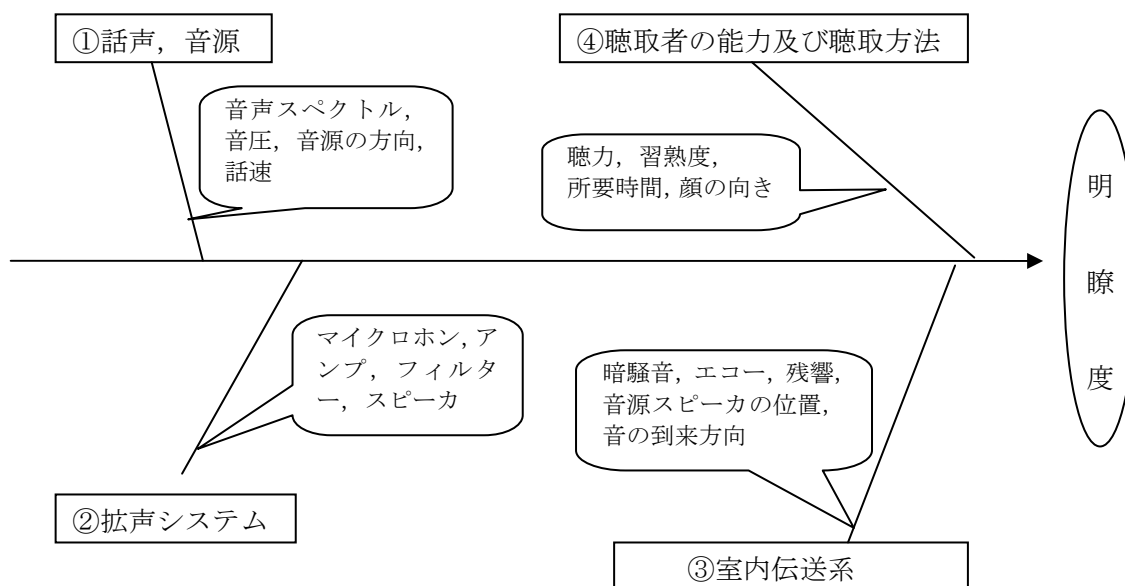 ①話声，音源
④聴取者の能力及び聴取方法
音声スペクトル，
音圧，音源の方向，
話速
聴力，習熟度，
所要時間，顔の向き
明
瞭
度
マイクロホン，ア
ンプ，フィルタ
ー，スピーカ
暗騒音，エコー，残響，
音源スピーカの位置，
音の到来方向
②拡声システム
③室内伝送系